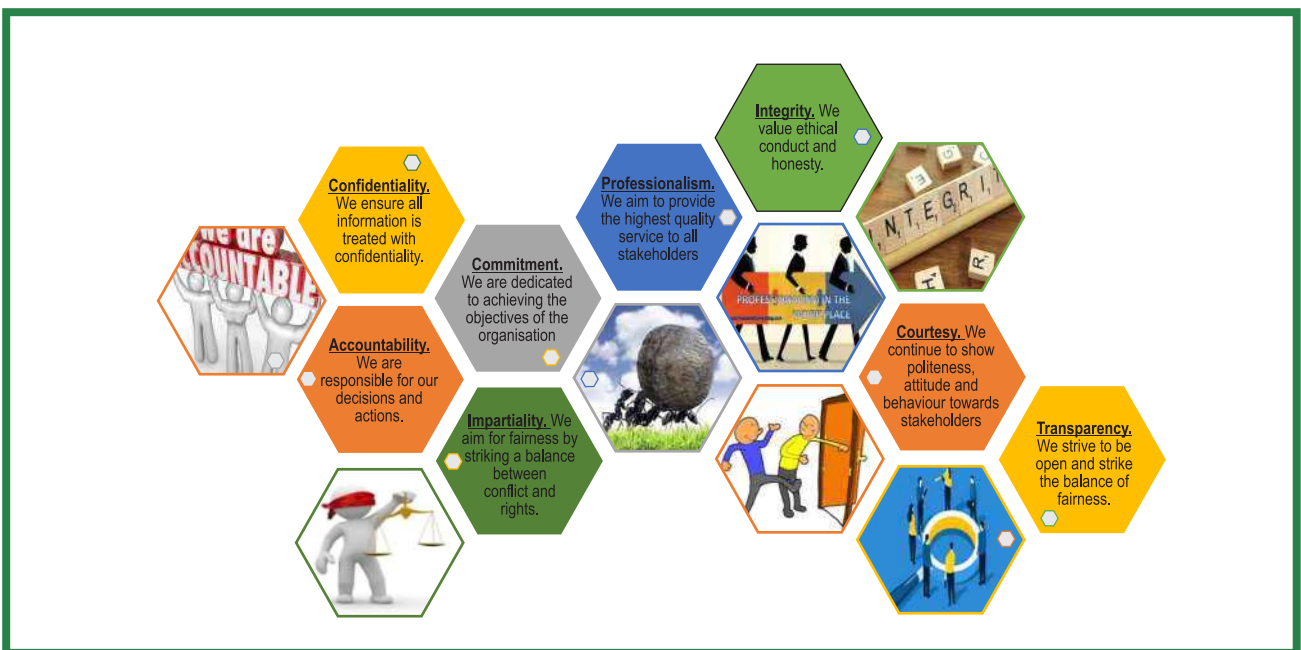 Integrity. We
value ethical
conduct and
honesty.
Confidentiality.
We ensure all
information is
treated with
confidentiality.
Professionalism.
We aim to provide
the highest quality
service to all
stakeholders
INTEGRI
we are
ACCOUNTABLE
Commitment.
We are dedicated
to achieving the
objectives of the
organisation
PROFESSIONALISM IN THE
WORKPLACE
Accountability.
We are
responsible for our
decisions and
actions.
Courtesy. We
continue to show
politeness,
attitude and
behaviour towards
stakeholders
Impartiality. We
aim for fairness by
striking a balance
between
conflict and
rights.
Transparency.
We strive to be
open and strike
the balance of
fairness.